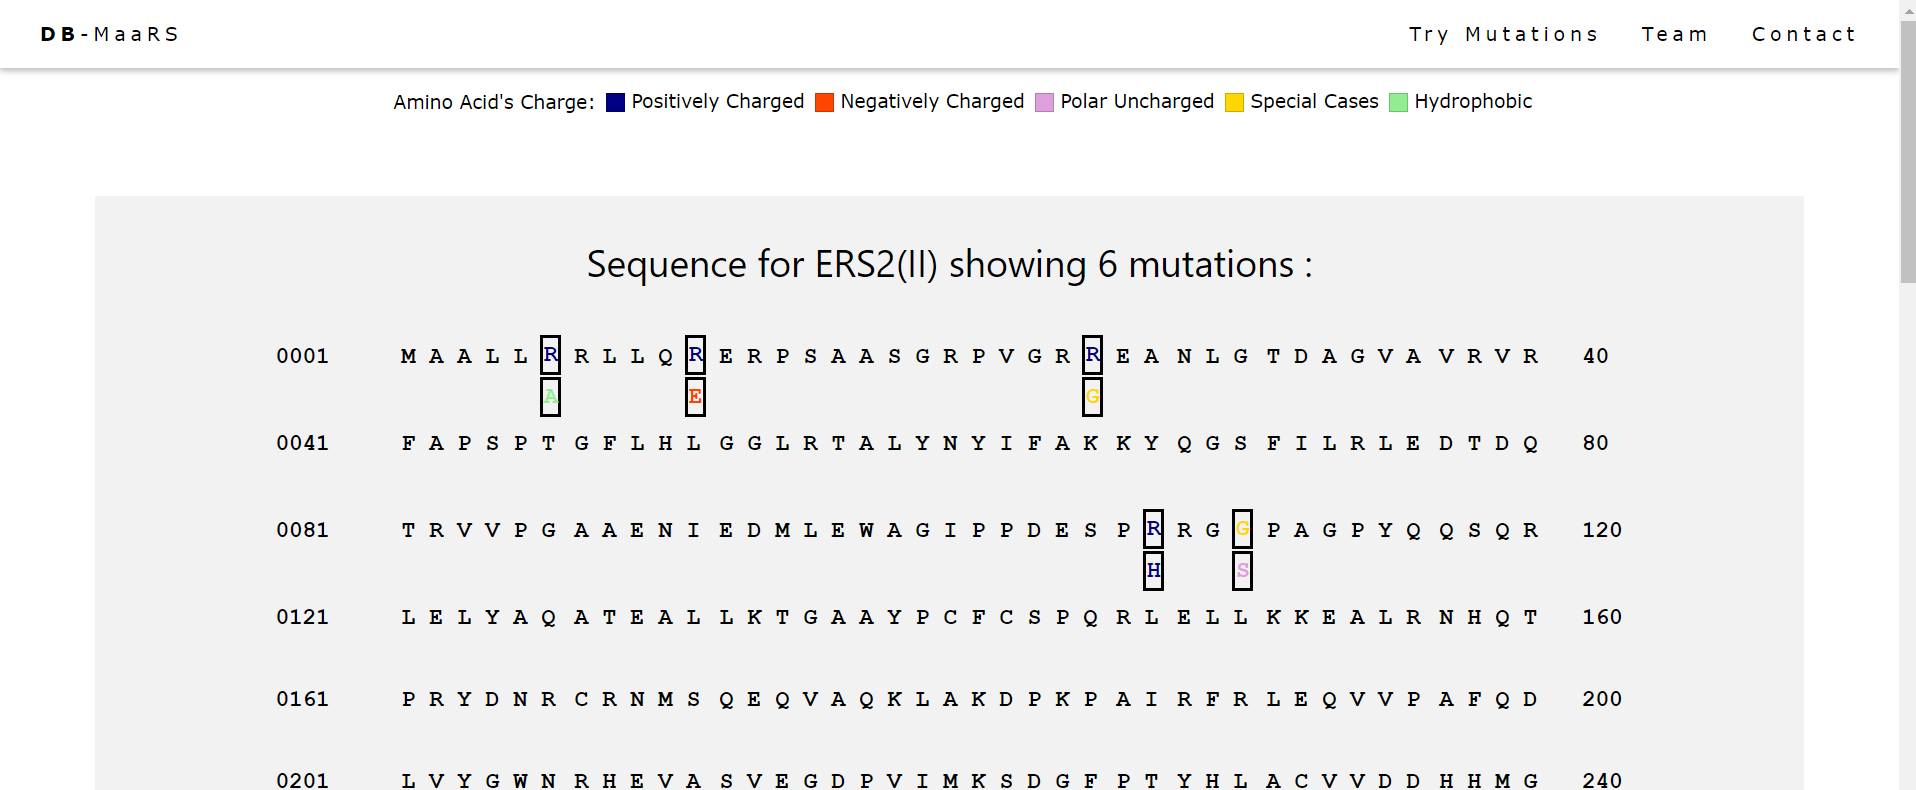 DB-MaaRS Try Mutations Team Contact
Amino Acid's Charge: Positively Charged Negatively Charged Polar Uncharged Special Cases Hydrophobic
Sequence for ERS2(II) showing 6 mutations :
0001 M A A L L R R L L Q R E R P S A A S G R P V G R R E A N L G T D A G V A V R V R 40
A E G
0041 F A P S P T G F L H L G G L R T A L Y N Y I F A K K Y Q G S F I L R L E D T D Q 80
0081 T R V V P G A A E N I E D M L E W A G I P P D E S P R R G G P A G P Y Q Q S Q R 120
H S
0121 L E L Y A Q A T E A L L K T G A A Y P C F C S P Q R L E L L K K E A L R N H Q T 160
0161 P R Y D N R C R N M S Q E Q V A Q K L A K D P K P A I R F R L E Q V V P A F Q D 200
0201 L V Y G W N R H E V A S V E G D P V I M K S D G F P T Y H L A C V V D D H H M G 240